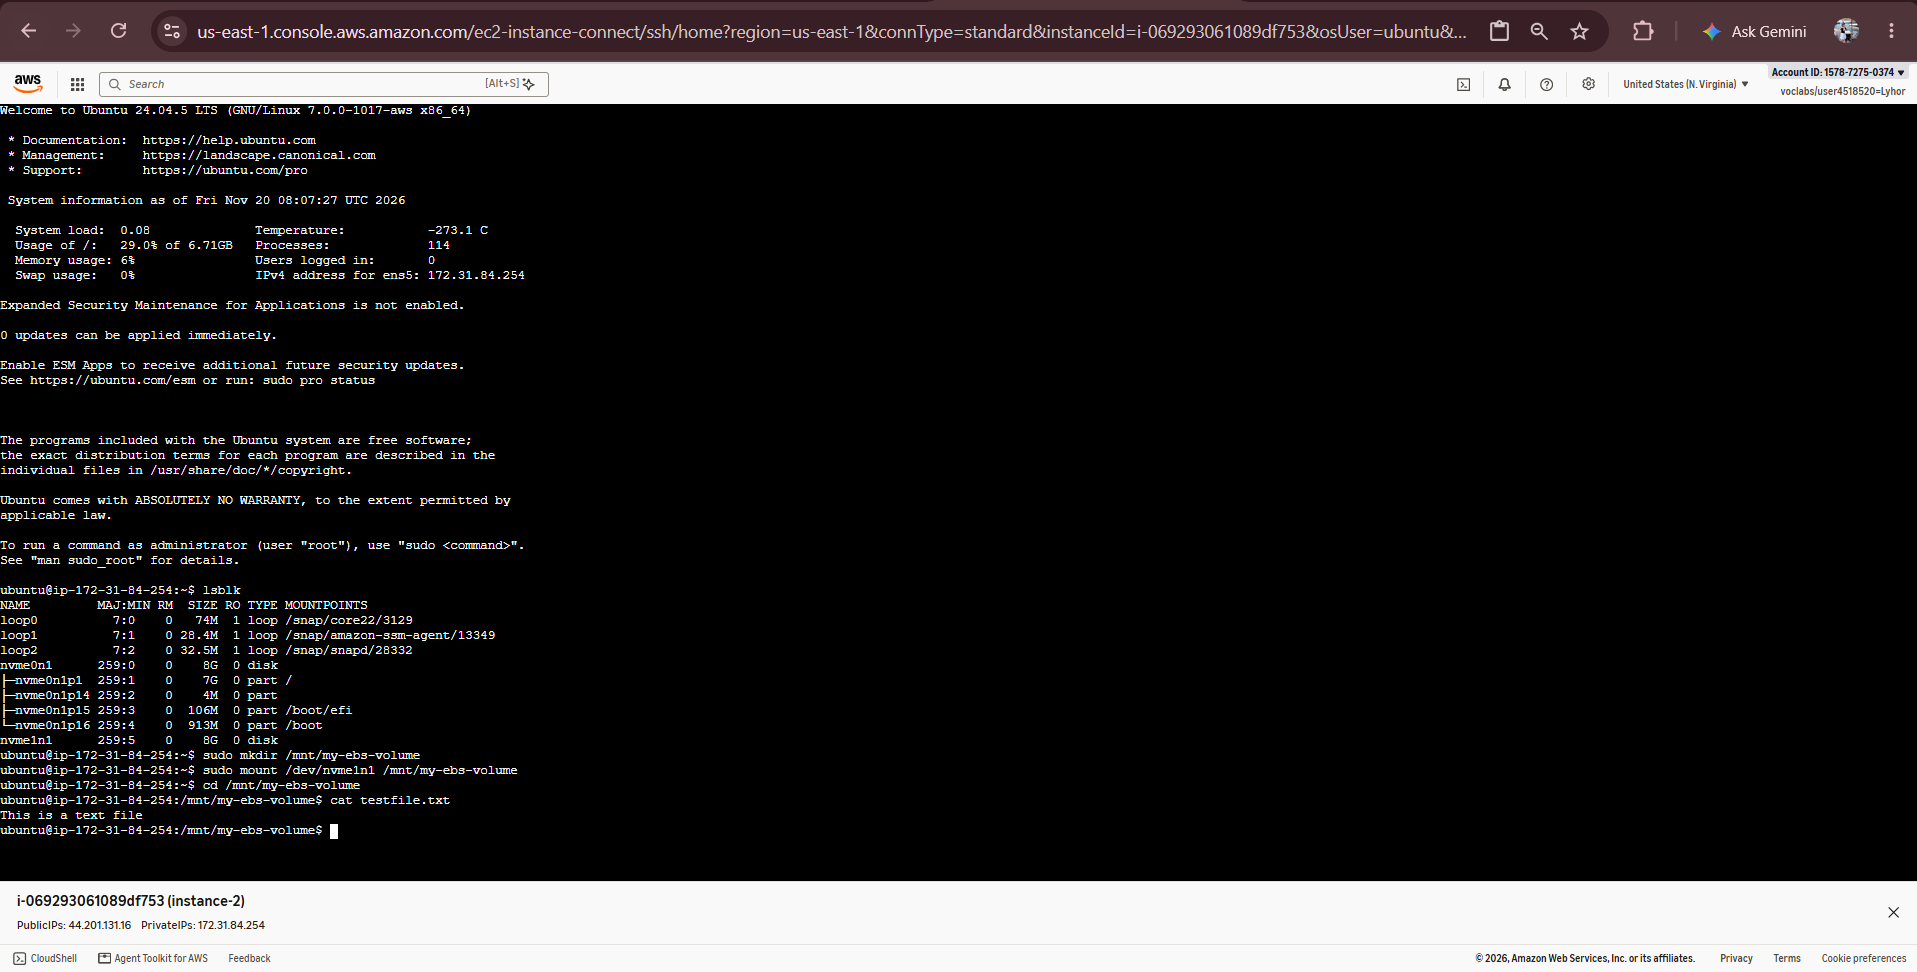 us-east-1.console.aws.amazon.com/ec2-instance-connect/ssh/home?region=us-east-1&connType=standard&instanceId=i-069293061089df753&osUser=ubuntu&...
Ask Gemini
aws
Search
[Alt+S]
United States (N. Virginia)
Account ID: 1578-7275-0374
voclabs/user4518520=Lyhor
Welcome to Ubuntu 24.04.5 LTS (GNU/Linux 7.0.0-1017-aws x86_64)
* Documentation:  https://help.ubuntu.com
* Management:     https://landscape.canonical.com
* Support:        https://ubuntu.com/pro
System information as of Fri Nov 20 08:07:27 UTC 2026
System load:  0.08              Temperature:           -273.1 C
Usage of /:   29.0% of 6.71GB   Processes:             114
Memory usage: 6%                Users logged in:       0
Swap usage:   0%                IPv4 address for ens5: 172.31.84.254
Expanded Security Maintenance for Applications is not enabled.
0 updates can be applied immediately.
Enable ESM Apps to receive additional future security updates.
See https://ubuntu.com/esm or run: sudo pro status
The programs included with the Ubuntu system are free software;
the exact distribution terms for each program are described in the
individual files in /usr/share/doc/*/copyright.
Ubuntu comes with ABSOLUTELY NO WARRANTY, to the extent permitted by
applicable law.
To run a command as administrator (user "root"), use "sudo <command>".
See "man sudo_root" for details.
ubuntu@ip-172-31-84-254:~$ lsblk
NAME         MAJ:MIN RM  SIZE RO TYPE MOUNTPOINTS
loop0          7:0    0   74M  1 loop /snap/core22/3129
loop1          7:1    0 28.4M  1 loop /snap/amazon-ssm-agent/13349
loop2          7:2    0 32.5M  1 loop /snap/snapd/28332
nvme0n1      259:0    0    8G  0 disk
├─nvme0n1p1  259:1    0    7G  0 part /
├─nvme0n1p14 259:2    0    4M  0 part
├─nvme0n1p15 259:3    0  106M  0 part /boot/efi
└─nvme0n1p16 259:4    0  913M  0 part /boot
nvme1n1      259:5    0    8G  0 disk
ubuntu@ip-172-31-84-254:~$ sudo mkdir /mnt/my-ebs-volume
ubuntu@ip-172-31-84-254:~$ sudo mount /dev/nvme1n1 /mnt/my-ebs-volume
ubuntu@ip-172-31-84-254:~$ cd /mnt/my-ebs-volume
ubuntu@ip-172-31-84-254:/mnt/my-ebs-volume$ cat testfile.txt
This is a text file
ubuntu@ip-172-31-84-254:/mnt/my-ebs-volume$
i-069293061089df753 (instance-2)
PublicIPs: 44.201.131.16   PrivateIPs: 172.31.84.254
CloudShell   Agent Toolkit for AWS   Feedback   © 2026, Amazon Web Services, Inc. or its affiliates.   Privacy   Terms   Cookie preferences